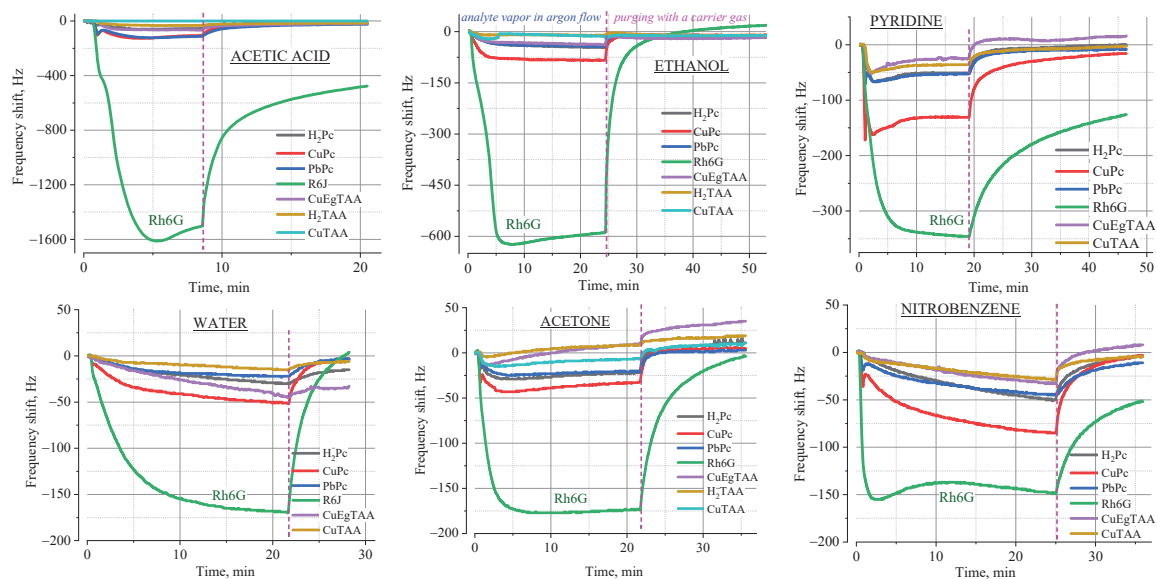 ACETIC ACID
Frequency shift, Hz
0
−400
−800
−1200
−1600
H₂Pc
CuPc
PbPc
R6J
CuEgTAA
H₂TAA
CuTAA
Rh6G
0 10 20
Time, min
analyte vapor in argon flow purging with a carrier gas
ETHANOL
Frequency shift, Hz
0
−150
−300
−450
−600
H₂Pc
CuPc
PbPc
Rh6G
CuEgTAA
H₂TAA
CuTAA
Rh6G
0 10 20 30 40 50
Time, min
PYRIDINE
Frequency shift, Hz
0
−100
−200
−300
H₂Pc
CuPc
PbPc
Rh6G
CuEgTAA
CuTAA
Rh6G
0 10 20 30 40 50
Time, min
WATER
Frequency shift, Hz
50
0
−50
−100
−150
−200
H₂Pc
CuPc
PbPc
R6J
CuEgTAA
CuTAA
Rh6G
0 10 20 30
Time, min
ACETONE
Frequency shift, Hz
50
0
−50
−100
−150
−200
H₂Pc
CuPc
PbPc
Rh6G
CuEgTAA
H₂TAA
CuTAA
Rh6G
0 10 20 30 40
Time, min
NITROBENZENE
Frequency shift, Hz
50
0
−50
−100
−150
−200
H₂Pc
CuPc
PbPc
Rh6G
CuEgTAA
CuTAA
Rh6G
0 10 20 30 40
Time, min